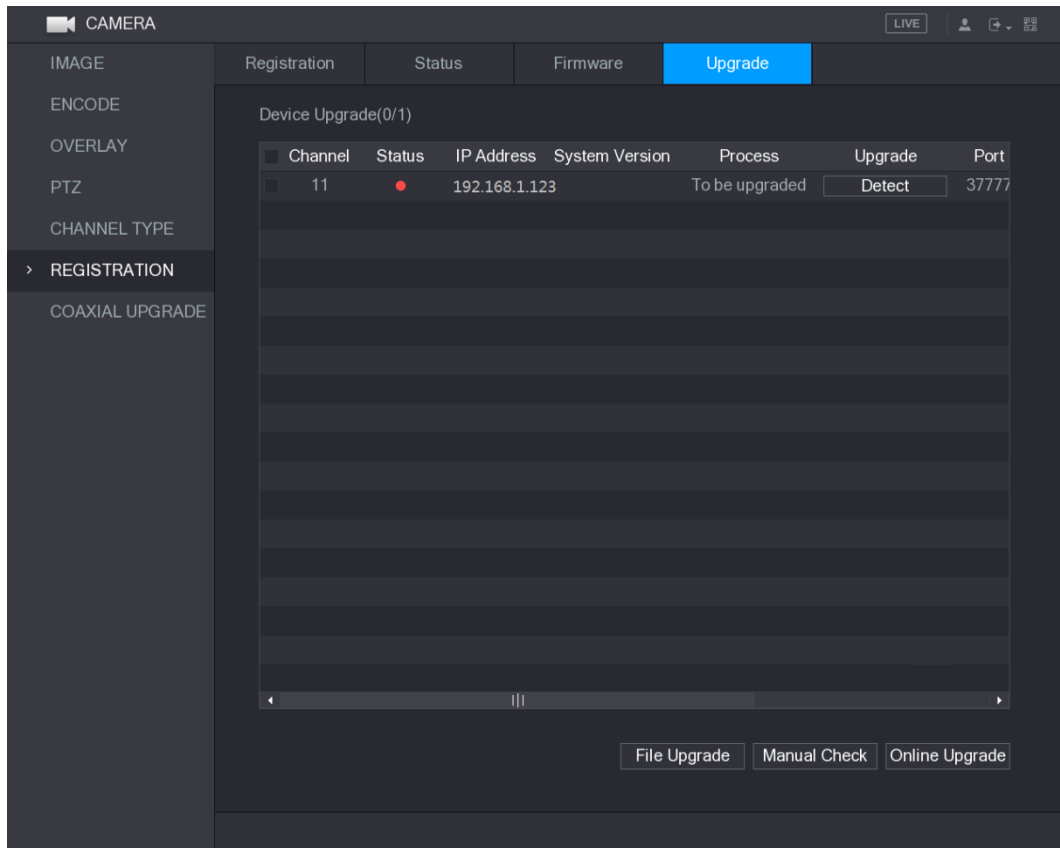 CAMERA
LIVE
IMAGE
ENCODE
OVERLAY
PTZ
CHANNEL TYPE
REGISTRATION
COAXIAL UPGRADE
Registration Status Firmware Upgrade
Device Upgrade(0/1)
Channel Status IP Address System Version Process Upgrade Port
11 192.168.1.123 To be upgraded Detect 37777
File Upgrade Manual Check Online Upgrade